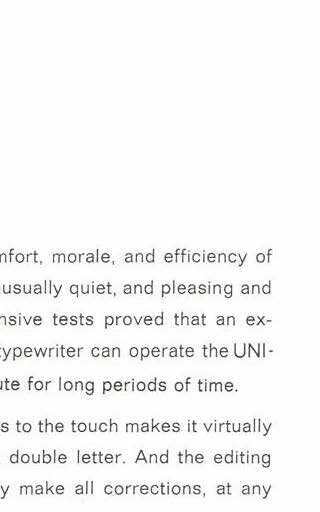 mfort, morale, and efficiency of
usually quiet, and pleasing and
nsive tests proved that an ex-
typewriter can operate the UNI-
ute for long periods of time.
s to the touch makes it virtually
double letter. And the editing
y make all corrections, at any